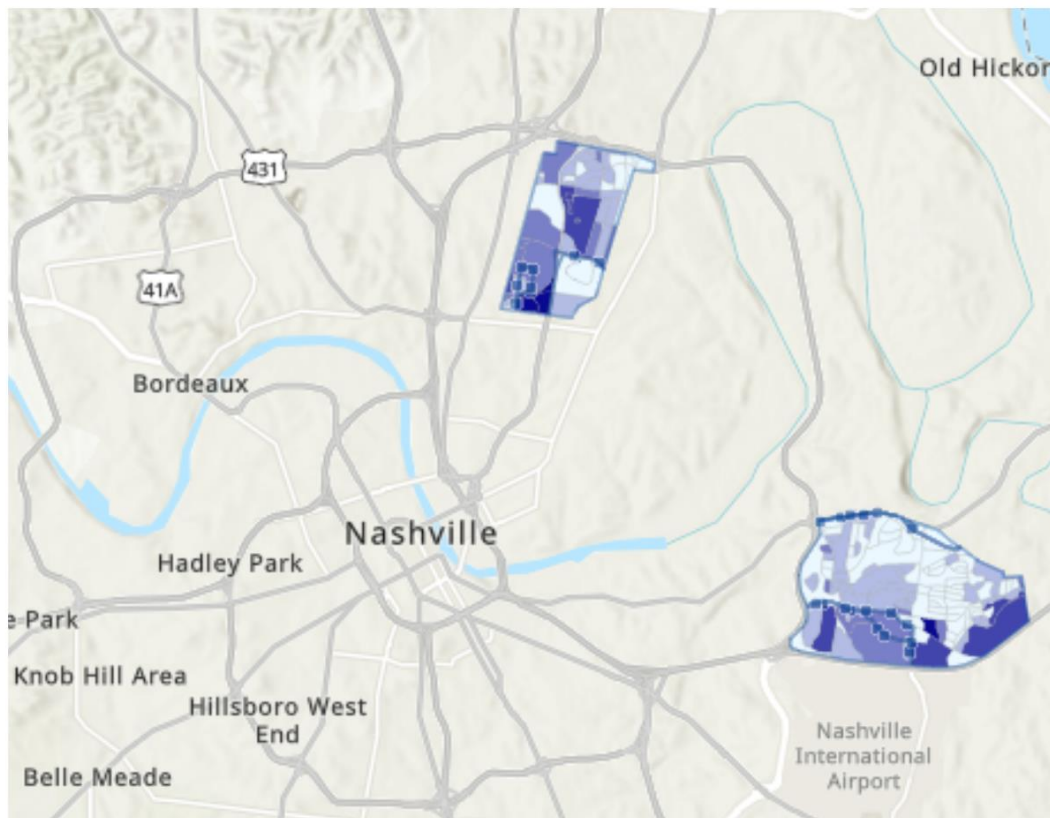 Old Hickor
431
41A
Bordeaux
Nashville
Hadley Park
e Park
Knob Hill Area
Hillsboro West
End
Nashville
International
Airport
Belle Meade